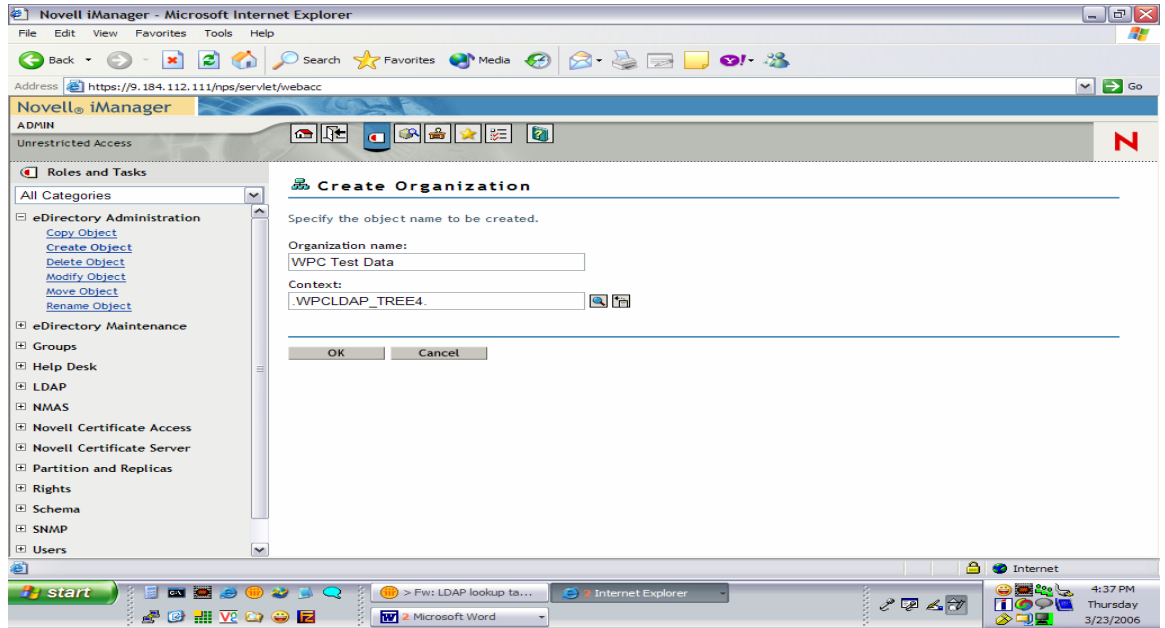 Novell iManager - Microsoft Internet Explorer
File Edit View Favorites Tools Help
Back Search Favorites Media
Address https://9.184.112.111/nps/servlet/webacc Go
Novell® iManager
ADMIN
Unrestricted Access
N
Roles and Tasks
All Categories
eDirectory Administration
Copy Object
Create Object
Delete Object
Modify Object
Move Object
Rename Object
eDirectory Maintenance
Groups
Help Desk
LDAP
NMAS
Novell Certificate Access
Novell Certificate Server
Partition and Replicas
Rights
Schema
SNMP
Users
Create Organization
Specify the object name to be created.
Organization name:
WPC Test Data
Context:
.WPCLDAP_TREE4.
OK Cancel
Internet
start
> Fw: LDAP lookup ta...
2 Internet Explorer
2 Microsoft Word
4:37 PM
Thursday
3/23/2006